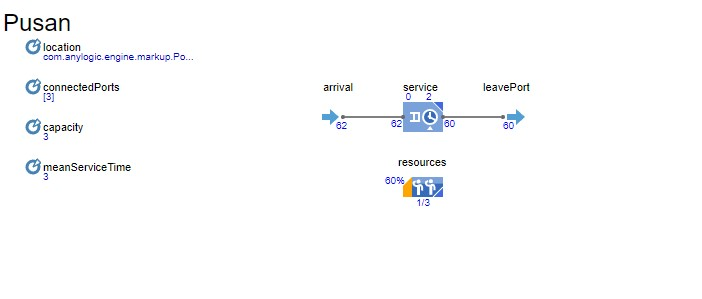 Pusan
location
com.anylogic.engine.markup.Po...
connectedPorts
[3]
capacity
3
meanServiceTime
3
arrival
service
leavePort
0 2
62
62
60
60
resources
60%
1/3